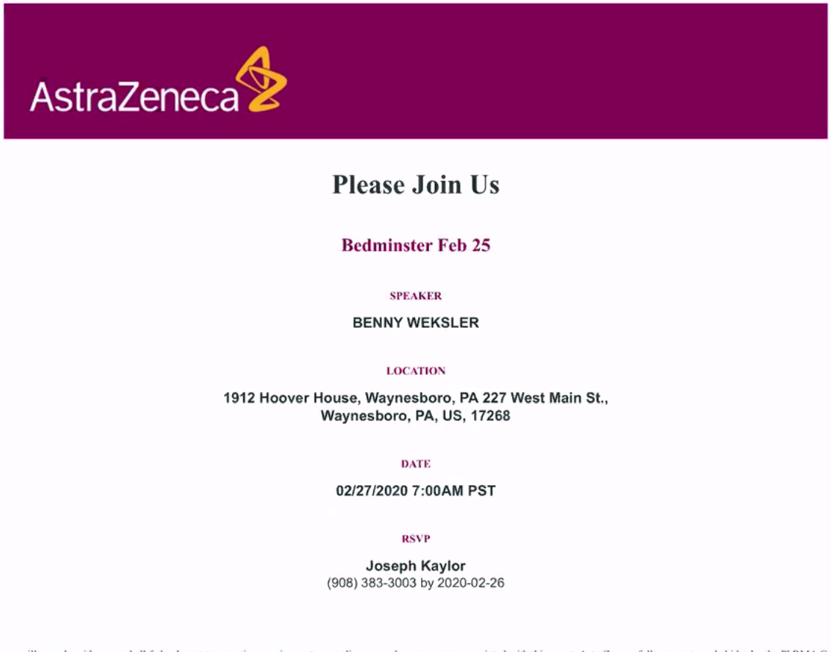 AstraZeneca
Please Join Us
Bedminster Feb 25
SPEAKER
BENNY WEKSLER
LOCATION
1912 Hoover House, Waynesboro, PA 227 West Main St.,
Waynesboro, PA, US, 17268
DATE
02/27/2020 7:00AM PST
RSVP
Joseph Kaylor
(908) 383-3003 by 2020-02-26